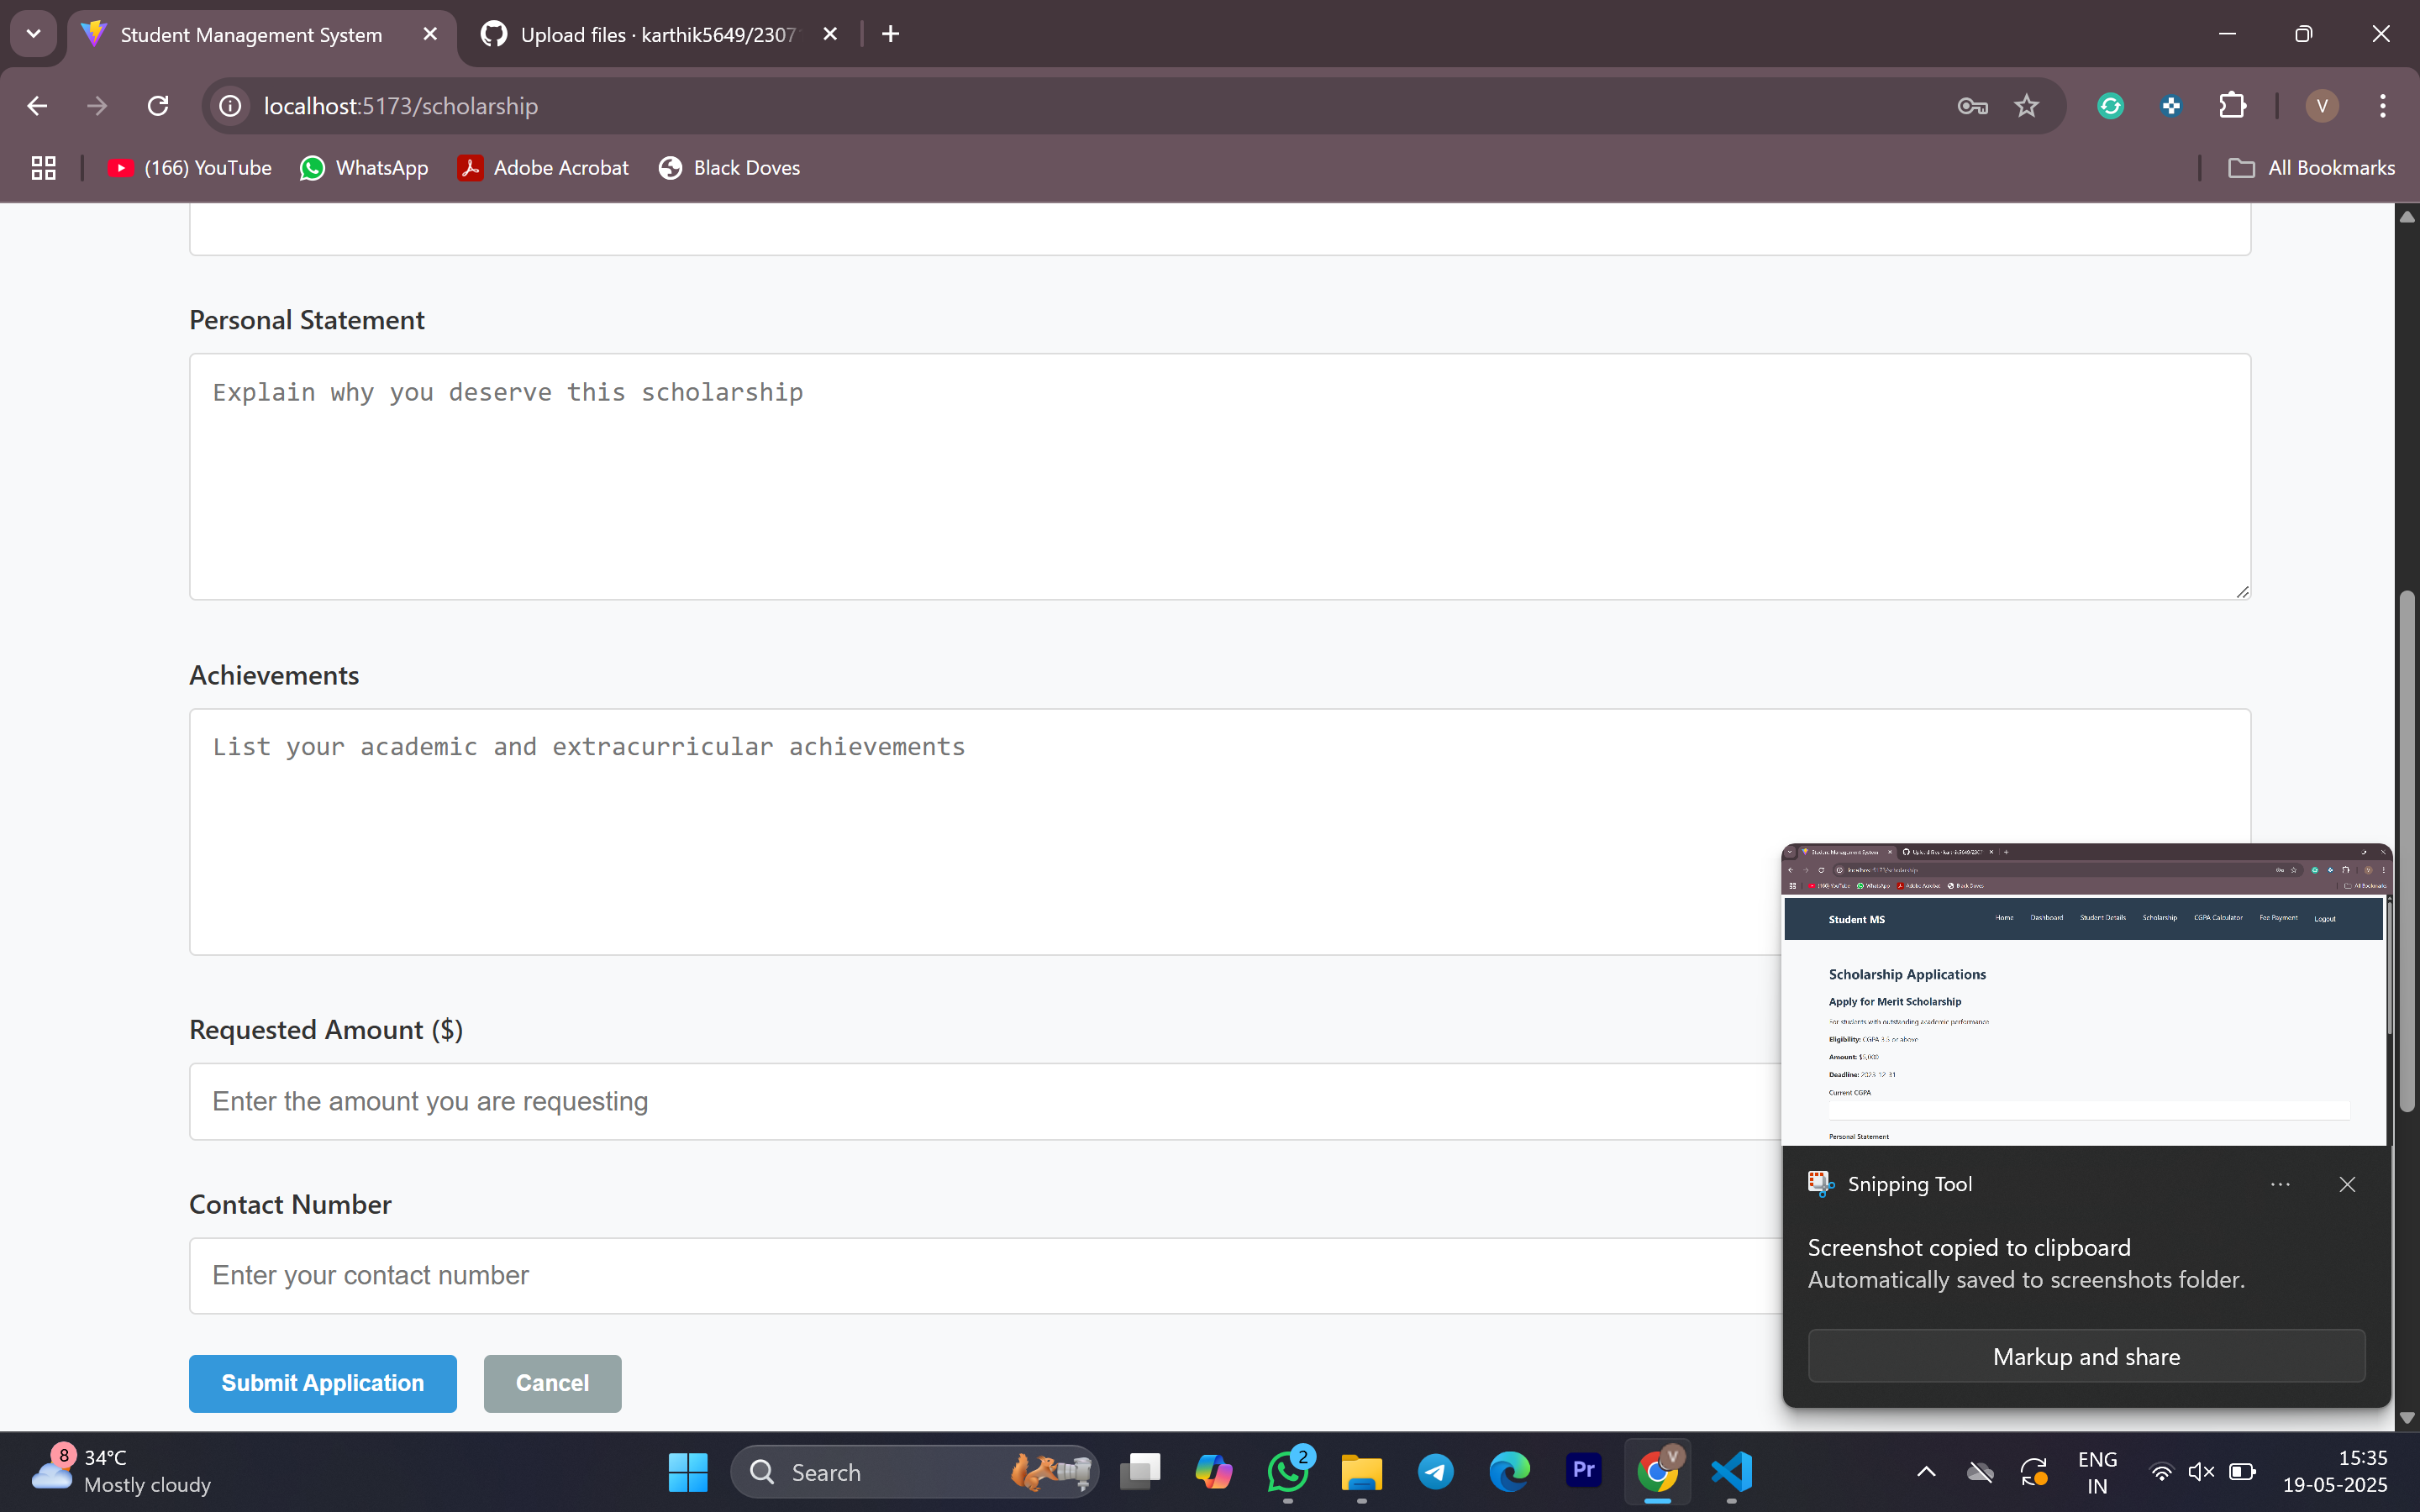 Student Management System
Upload files · karthik5649/2307
localhost:5173/scholarship
V
(166) YouTube
WhatsApp
Adobe Acrobat
Black Doves
All Bookmarks
Personal Statement
Explain why you deserve this scholarship
Achievements
List your academic and extracurricular achievements
Requested Amount ($)
Enter the amount you are requesting
Contact Number
Enter your contact number
Submit Application
Cancel
Student MS
Home
Dashboard
Student Details
Scholarship
CGPA Calculator
Fee Payment
Logout
Scholarship Applications
Apply for Merit Scholarship
For students with outstanding academic performance
Eligibility: CGPA 3.5 or above
Amount: $5,000
Deadline: 2023-12-31
Current CGPA
Personal Statement
Snipping Tool
Screenshot copied to clipboard
Automatically saved to screenshots folder.
Markup and share
8
34°C
Mostly cloudy
Search
2
Pr
V
ENG
IN
15:35
19-05-2025